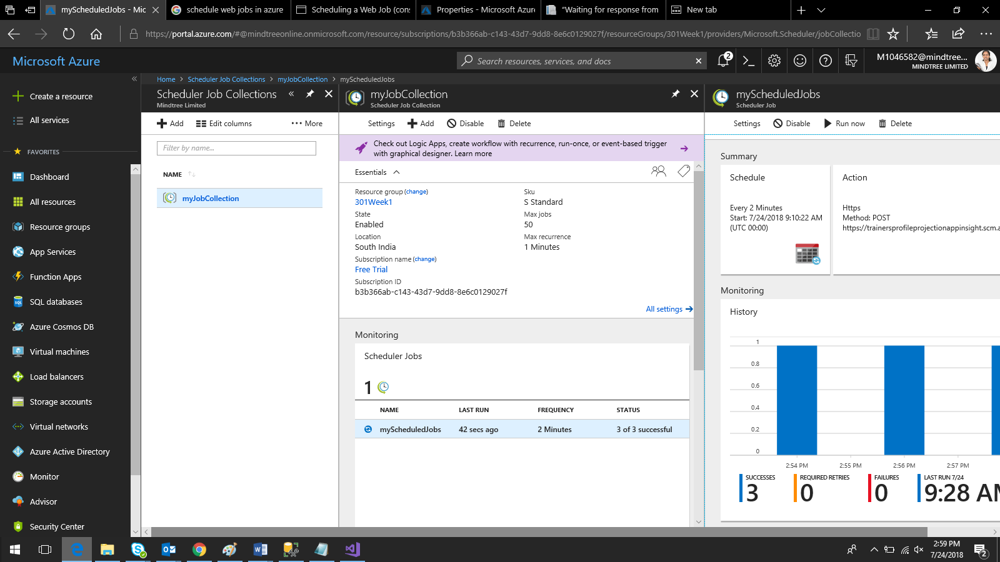 myScheduledJobs - Mic
schedule web jobs in azure
Scheduling a Web Job (cons
Properties - Microsoft Azure
"Waiting for response from
New tab
https://portal.azure.com/#@mindtreeonline.onmicrosoft.com/resource/subscriptions/b3b366ab-c143-43d7-9dd8-8e6c0129027f/resourceGroups/301Week1/providers/Microsoft.Scheduler/jobCollectio
Microsoft Azure
Search resources, services, and docs
2
M1046582@mindtree...
MINDTREE LIMITED
Home > Scheduler Job Collections > myJobCollection > myScheduledJobs
Create a resource
All services
FAVORITES
Dashboard
All resources
Resource groups
App Services
Function Apps
SQL databases
Azure Cosmos DB
Virtual machines
Load balancers
Storage accounts
Virtual networks
Azure Active Directory
Monitor
Advisor
Security Center
Scheduler Job Collections
Mindtree Limited
Add
Edit columns
More
Filter by name...
NAME
myJobCollection
myJobCollection
Scheduler Job Collection
Settings
Add
Disable
Delete
Check out Logic Apps, create workflow with recurrence, run-once, or event-based trigger
with graphical designer. Learn more
Essentials
Resource group (change)
301Week1
State
Enabled
Location
South India
Subscription name (change)
Free Trial
Subscription ID
b3b366ab-c143-43d7-9dd8-8e6c0129027f
Sku
S Standard
Max jobs
50
Max recurrence
1 Minutes
All settings
Monitoring
Scheduler Jobs
1
NAME LAST RUN FREQUENCY STATUS
myScheduledJobs 42 secs ago 2 Minutes 3 of 3 successful
myScheduledJobs
Scheduler Job
Settings
Disable
Run now
Delete
Summary
Schedule
Every 2 Minutes
Start: 7/24/2018 9:10:22 AM
(UTC 00:00)
Action
Https
Method: POST
https://trainersprofileprojectionappinsight.scm.a
Monitoring
History
1
0.8
0.6
0.4
0.2
0
2:54 PM 2:55 PM 2:56 PM 2:57 PM
SUCCESSES
3
REQUIRED RETRIES
0
FAILURES
0
LAST RUN 7/24
9:28 AM
2:59 PM
7/24/2018
2